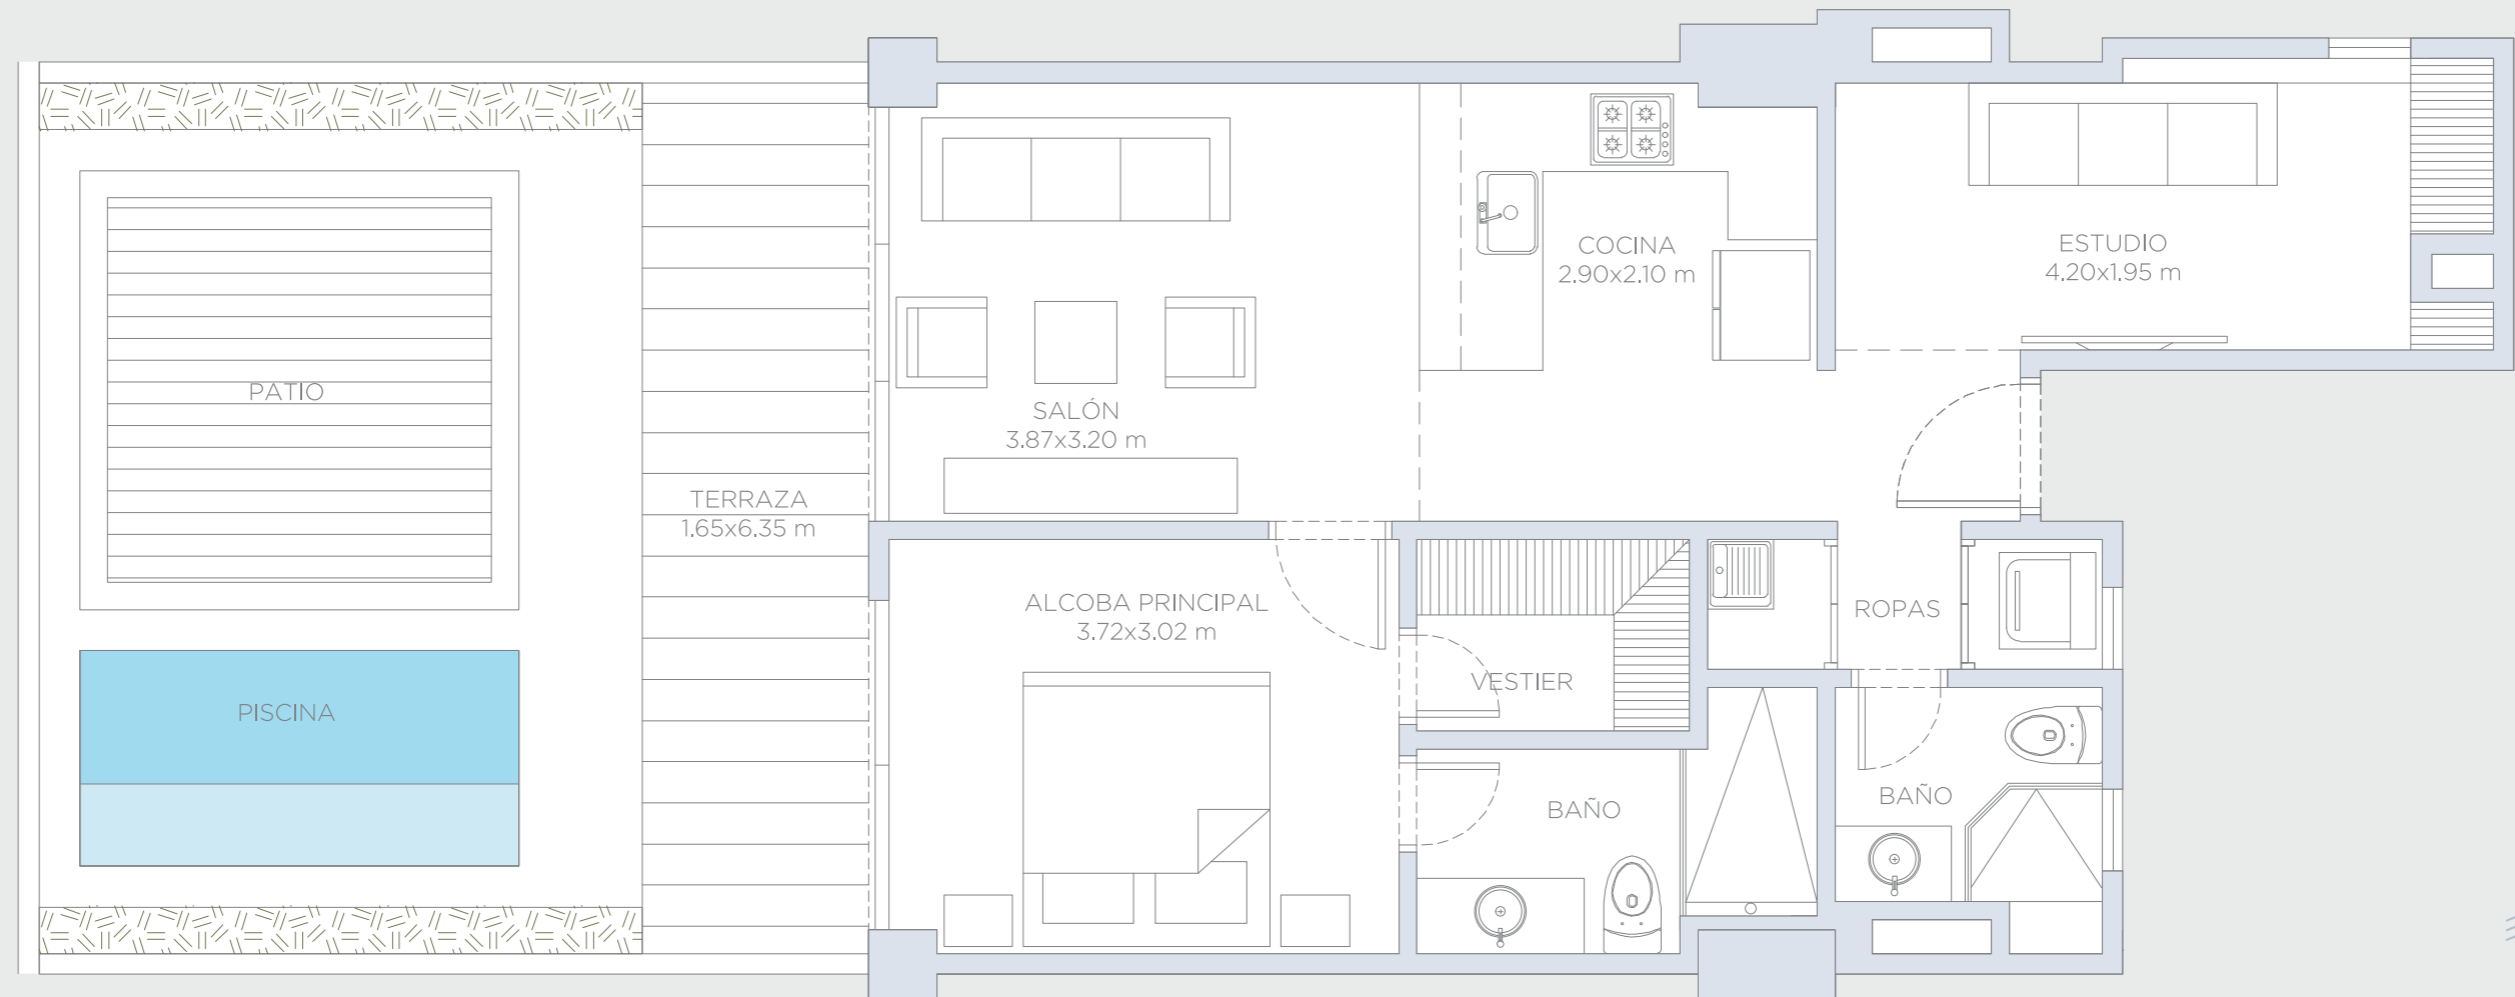 PATIO
PISCINA
TERRAZA
1.65x6.35 m
SALÓN
3.87x3.20 m
COCINA
2.90x2.10 m
ESTUDIO
4.20x1.95 m
ALCOBA PRINCIPAL
3.72x3.02 m
VESTIER
ROPAS
BAÑO
BAÑO